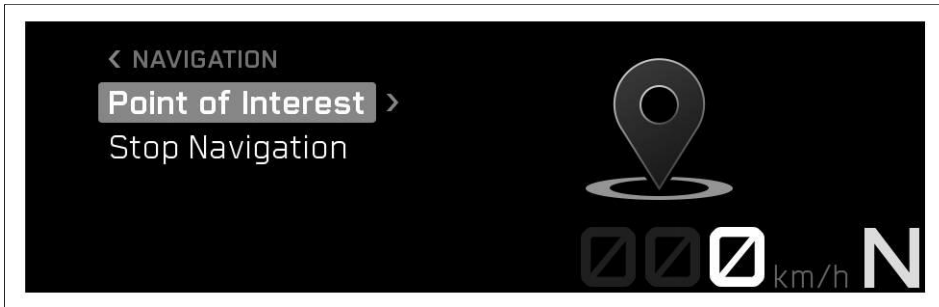 < NAVIGATION
Point of Interest >
Stop Navigation
000 km/h N